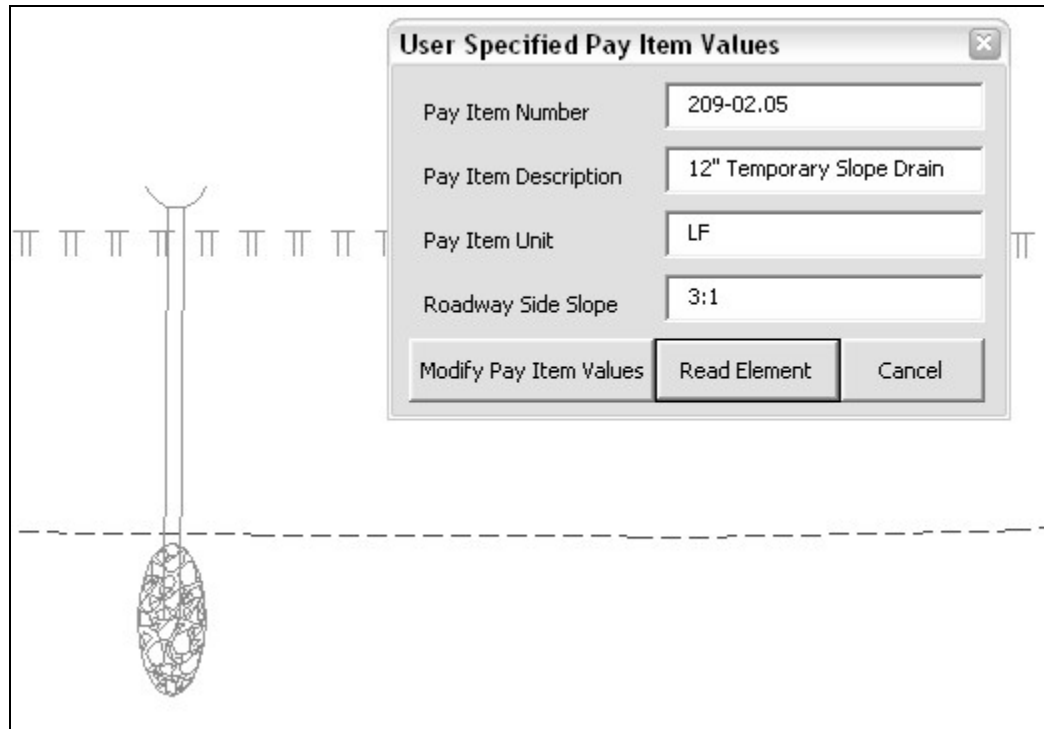 User Specified Pay Item Values
Pay Item Number 209-02.05
Pay Item Description 12" Temporary Slope Drain
Pay Item Unit LF
Roadway Side Slope 3:1
Modify Pay Item Values Read Element Cancel